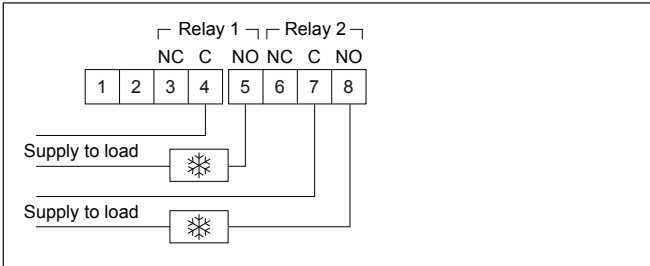 Relay 1 Relay 2
NC C NO NC C NO
1 2 3 4 5 6 7 8
Supply to load
Supply to load